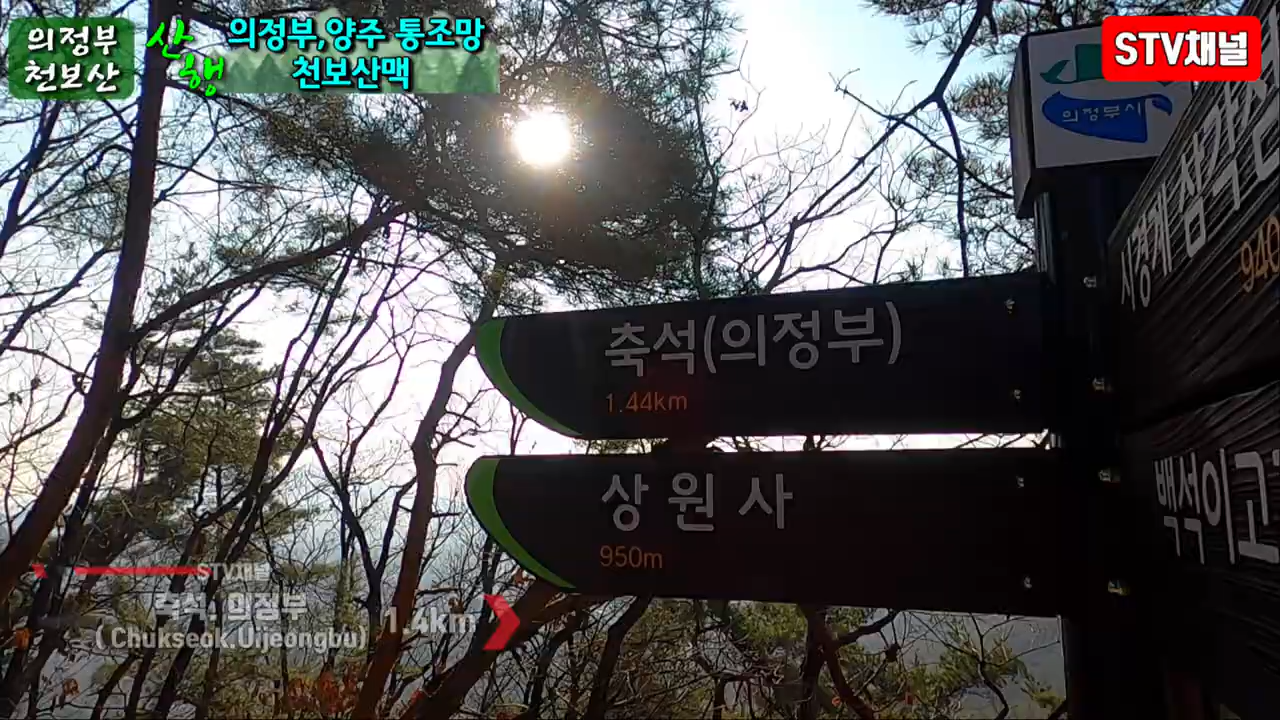 의정부
천보산
산행
의정부,양주 통조망
천보산맥
STV채널
의정부시
시경계 삼각
940
축석(의정부)
1.44km
백석이고
상원사
950m
STV채널
축석. 의정부
1.4km
( Chukseok.Uijeongbu)